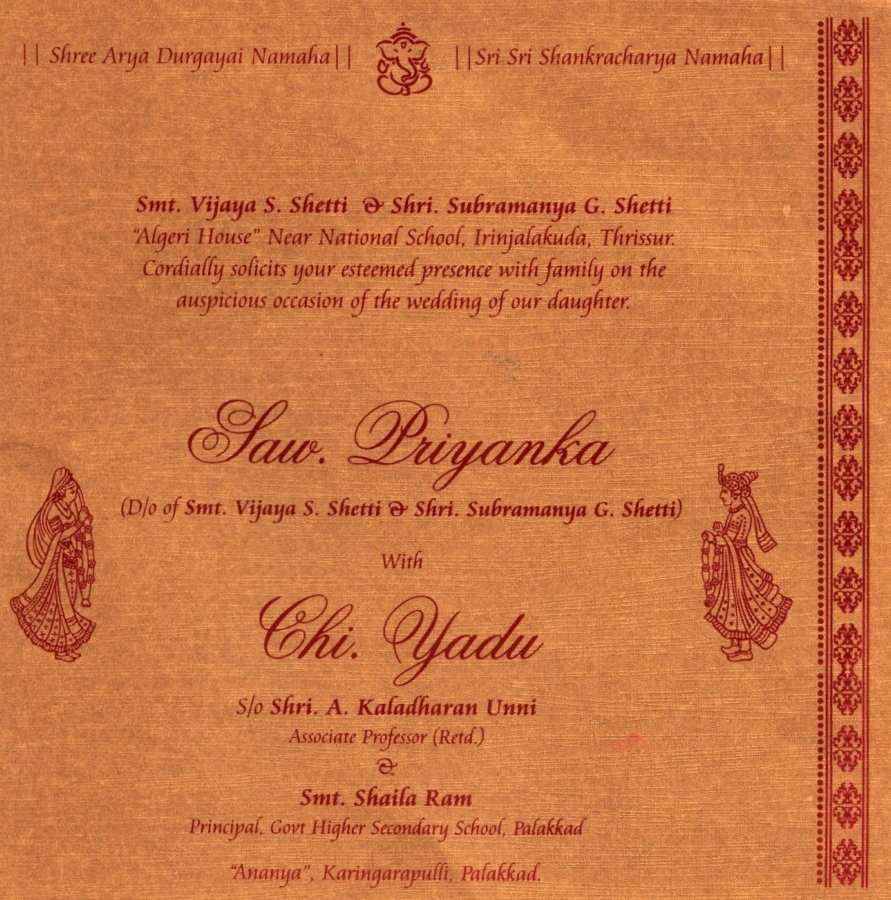 || Shree Arya Durgayai Namaha|| ||Sri Sri Shankracharya Namaha||
Smt. Vijaya S. Shetti & Shri. Subramanya G. Shetti
"Algeri House" Near National School, Irinjalakuda, Thrissur.
Cordially solicits your esteemed presence with family on the
auspicious occasion of the wedding of our daughter.
Saw. Priyanka
(D/o of Smt. Vijaya S. Shetti & Shri. Subramanya G. Shetti)
With
Chi. Yadu
S/o Shri. A. Kaladharan Unni
Associate Professor (Retd.)
&
Smt. Shaila Ram
Principal, Govt Higher Secondary School, Palakkad
"Ananya", Karingarapulli, Palakkad.